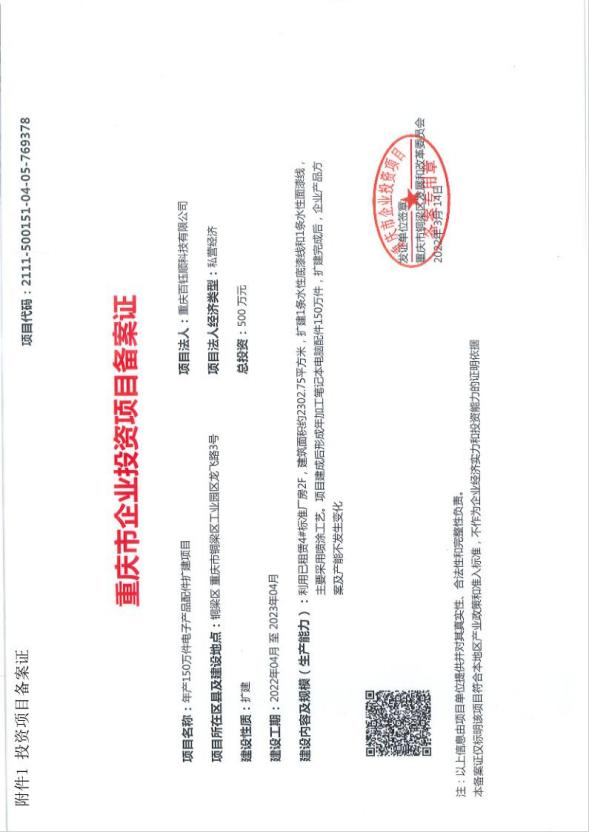 附件1 投资项目备案证
项目代码：2111-500151-04-05-769378
重庆市企业投资项目备案证
项目名称：年产150万件电子产品配件扩建项目
项目法人：重庆百钰顺科技有限公司
项目所在区县及建设地点：铜梁区 重庆市铜梁区工业园区龙飞路3号
项目法人经济类型：私营经济
建设性质：扩建
总投资：500 万元
建设工期：2022年04月 至 2023年04月
建设内容及规模（生产能力）：利用已租赁4#标准厂房2F，建筑面积约2302.75平方米，扩建1条水性底漆线和1条水性面漆线，
主要采用喷涂工艺。项目建成后形成年加工笔记本电脑配件150万件，扩建完成后，企业产品方
案及产能不发生变化
重庆市企业投资项目
备案专用章
发证单位签章：
重庆市铜梁区发展和改革委员会
2022年3月14日
注：以上信息由项目单位提供并对其真实性、合法性和完整性负责。
本备案证仅标明该项目符合本地区产业政策和准入标准，不作为企业经济实力和投资能力的证明依据